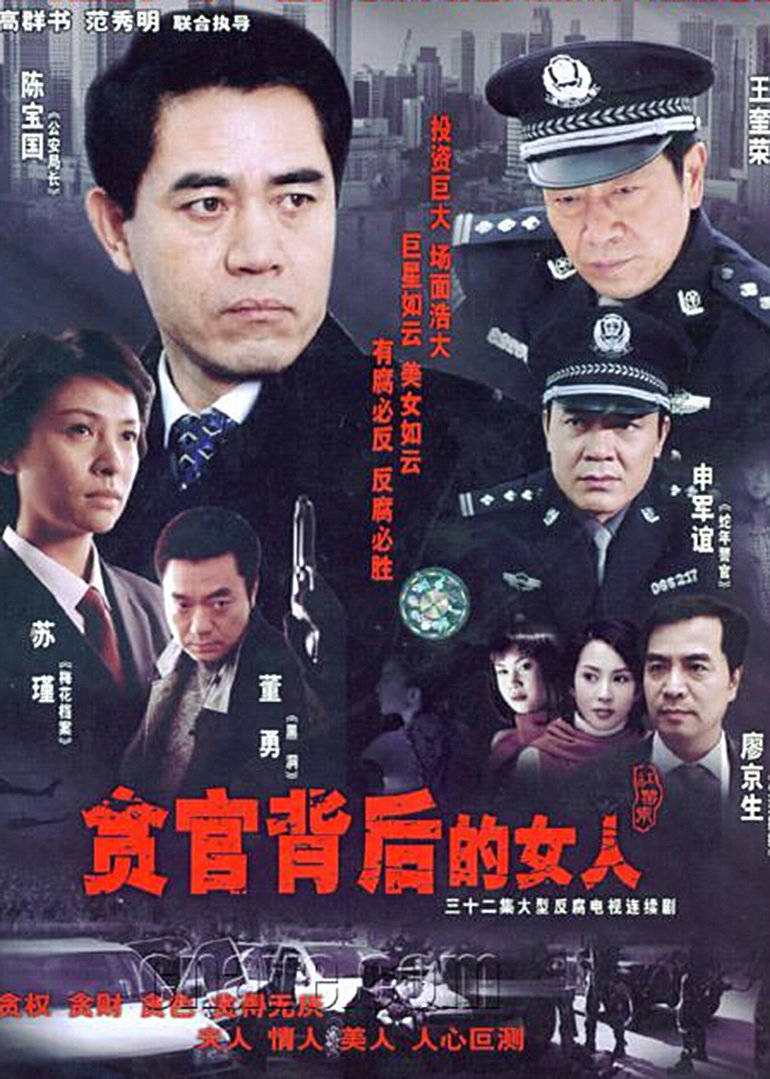 高群书 范秀明 联合执导
陈宝国
《公安局长》
王奎荣
投资巨大 场面浩大
巨星如云 美女如云
有腐必反 反腐必胜
申军谊
《蛇年警官》
苏瑾
《梅花档案》
董勇
《黑洞》
廖京生
贪官背后的女人
三十二集大型反腐电视连续剧
贪权 贪财 贪色 贪得无厌
夫人 情人 美人 人心叵测